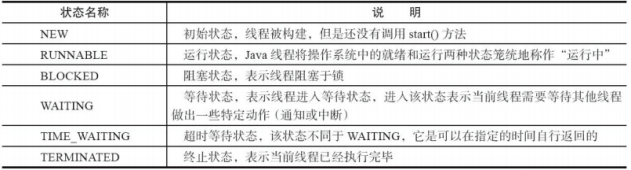 状态名称 说 明
NEW 初始状态，线程被构建，但是还没有调用 start() 方法
RUNNABLE 运行状态，Java 线程将操作系统中的就绪和运行两种状态笼统地称作“运行中”
BLOCKED 阻塞状态，表示线程阻塞于锁
WAITING 等待状态，表示线程进入等待状态，进入该状态表示当前线程需要等待其他线程
做出一些特定动作（通知或中断）
TIME_WAITING 超时等待状态，该状态不同于 WAITING，它是可以在指定的时间自行返回的
TERMINATED 终止状态，表示当前线程已经执行完毕